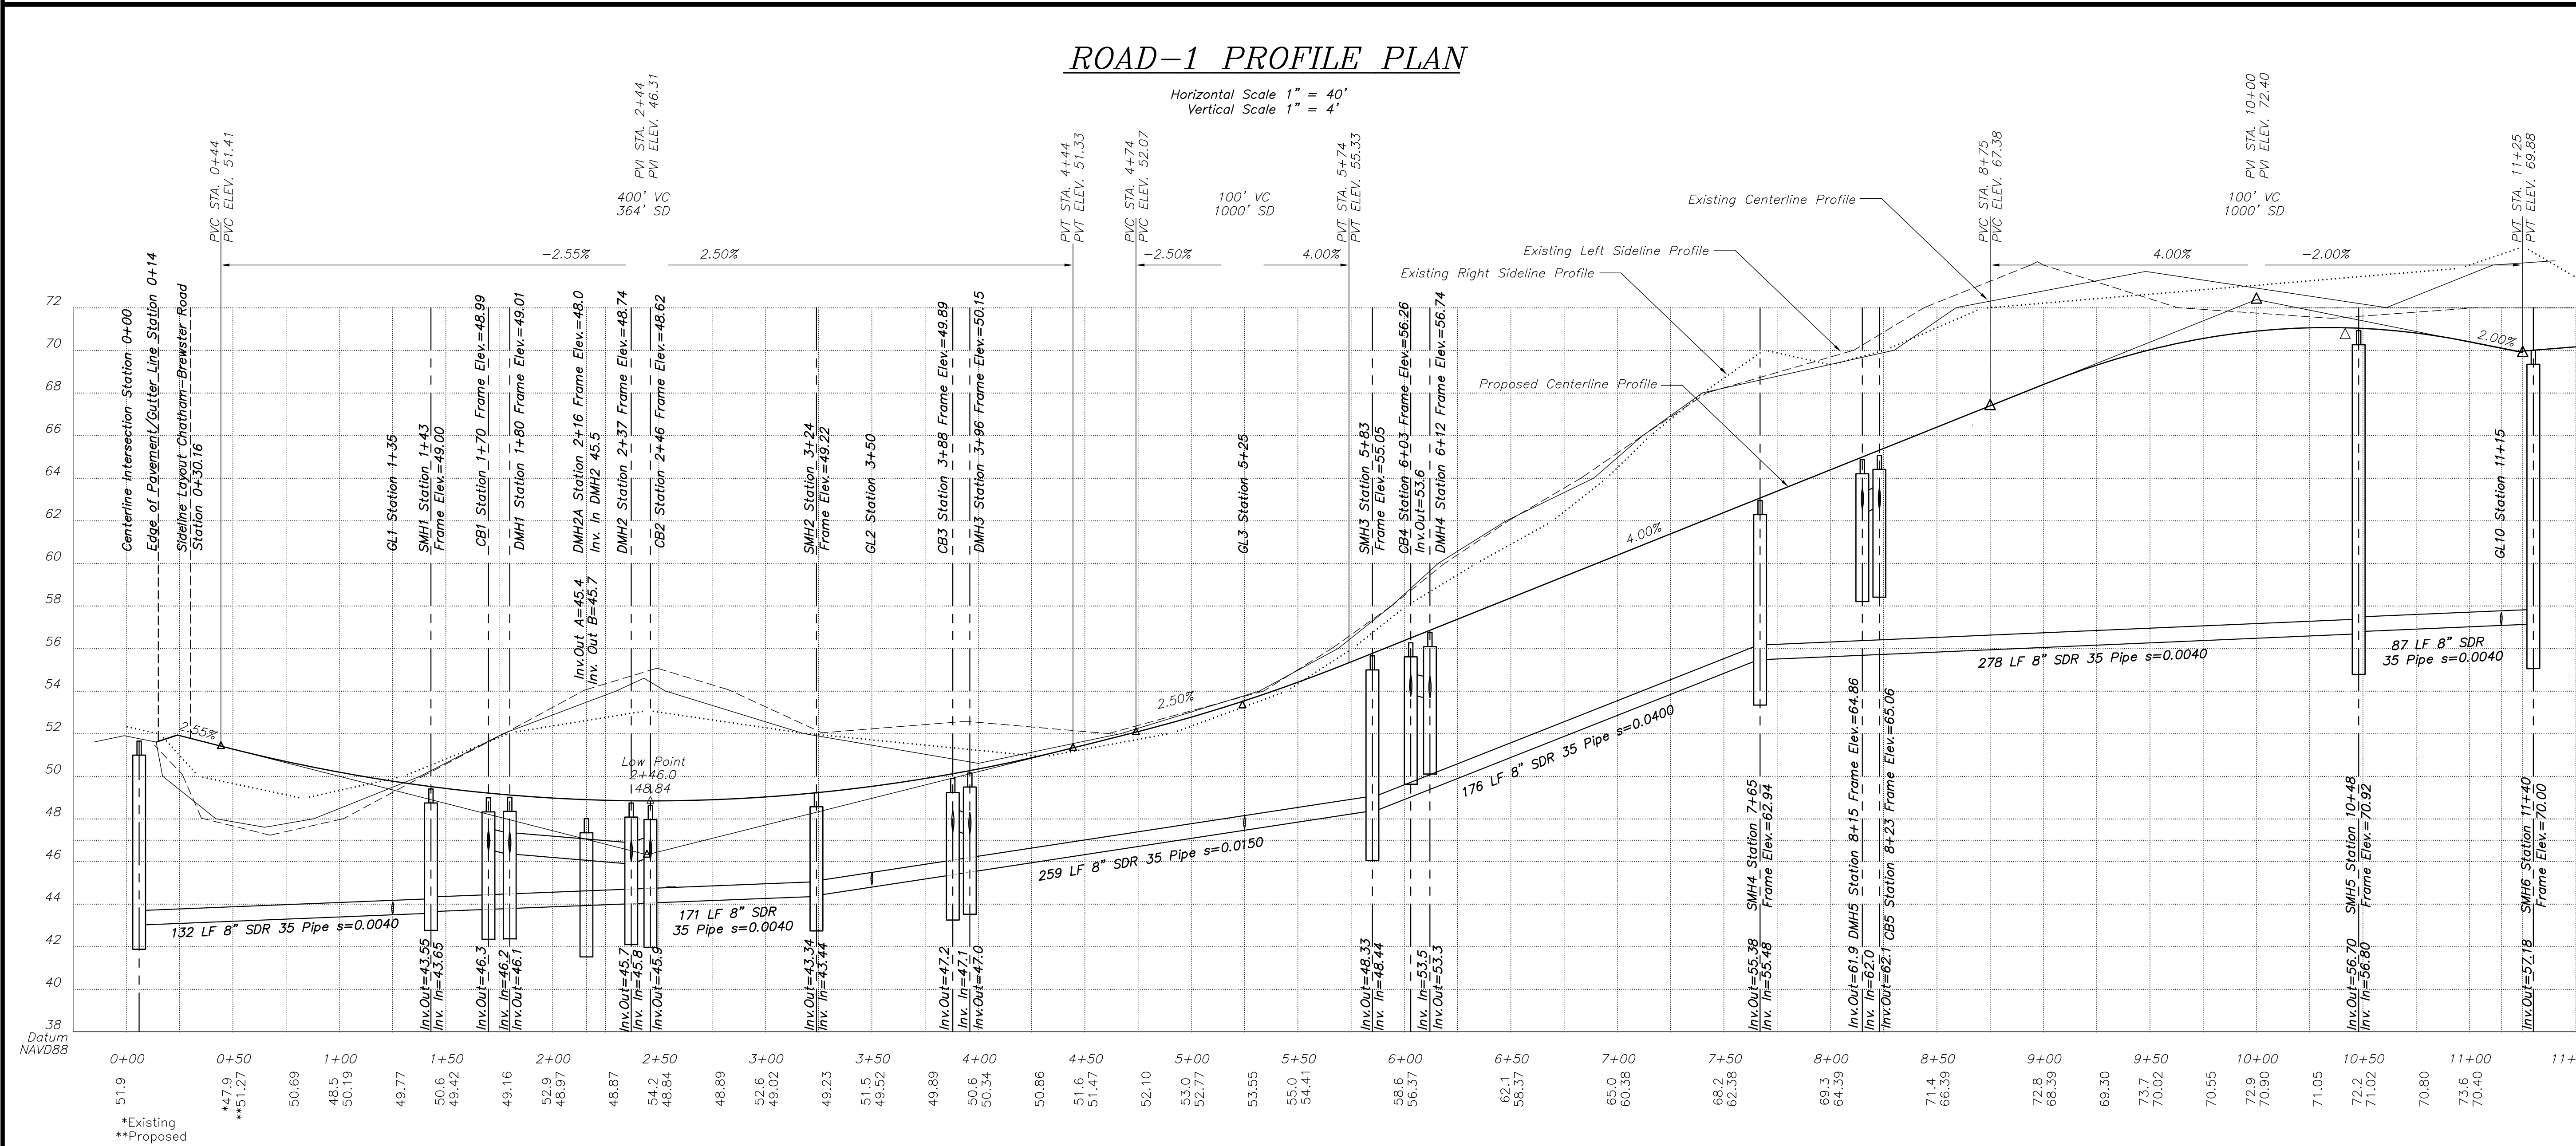 ROAD-1 PROFILE PLAN
Horizontal Scale 1" = 40'
Vertical Scale 1" = 4'
PVC STA. 0+44
PVC ELEV. 51.41
PVI STA. 2+44
PVI ELEV. 46.31
400' VC
364' SD
PVT STA. 4+44
PVT ELEV. 51.33
PVC STA. 4+74
PVC ELEV. 52.07
100' VC
1000' SD
PVT STA. 5+74
PVT ELEV. 55.33
PVC STA. 8+75
PVC ELEV. 67.38
PVI STA. 10+00
PVI ELEV. 72.40
100' VC
1000' SD
PVT STA. 11+25
PVT ELEV. 69.88
-2.55%
2.50%
-2.50%
4.00%
4.00%
-2.00%
Existing Centerline Profile
Existing Left Sideline Profile
Existing Right Sideline Profile
Proposed Centerline Profile
72
70
68
66
64
62
60
58
56
54
52
50
48
46
44
42
40
38
Datum
NAVD88
Centerline Intersection Station 0+00
Edge of Pavement/Gutter Line Station 0+14
Sideline Layout Chatham-Brewster Road
Station 0+30.16
GL1 Station 1+35
SMH1 Station 1+43
Frame Elev.=49.00
CB1 Station 1+70 Frame Elev.=48.99
DMH1 Station 1+80 Frame Elev.=49.01
DMH2A Station 2+16 Frame Elev.=48.0
Inv. In DMH2 45.5
Inv.Out A=45.4
Inv. Out B=45.7
DMH2 Station 2+37 Frame Elev.=48.74
CB2 Station 2+46 Frame Elev.=48.62
SMH2 Station 3+24
Frame Elev.=49.22
GL2 Station 3+50
CB3 Station 3+88 Frame Elev.=49.89
DMH3 Station 3+96 Frame Elev.=50.15
GL3 Station 5+25
SMH3 Station 5+83
Frame Elev.=55.05
CB4 Station 6+03 Frame Elev.=56.26
Inv.Out=53.6
DMH4 Station 6+12 Frame Elev.=56.74
SMH4 Station 7+65
Frame Elev.=62.94
DMH5 Station 8+15 Frame Elev.=64.86
CB5 Station 8+23 Frame Elev.=65.06
SMH5 Station 10+48
Frame Elev.=70.92
GL10 Station 11+15
SMH6 Station 11+40
Frame Elev.=70.00
2.55%
Low Point
2+46.0
48.84
2.50%
4.00%
2.00%
132 LF 8" SDR 35 Pipe s=0.0040
171 LF 8" SDR
35 Pipe s=0.0040
259 LF 8" SDR 35 Pipe s=0.0150
176 LF 8" SDR 35 Pipe s=0.0400
278 LF 8" SDR 35 Pipe s=0.0040
87 LF 8" SDR
35 Pipe s=0.0040
Inv.Out=43.55
Inv. In=43.65
Inv.Out=46.3
Inv. In=46.2
Inv.Out=46.1
Inv.Out=45.7
Inv. In=45.8
Inv.Out=45.9
Inv.Out=43.34
Inv. In=43.44
Inv.Out=47.2
Inv. In=47.1
Inv.Out=47.0
Inv.Out=48.33
Inv. In=48.44
Inv. In=53.5
Inv.Out=53.3
Inv.Out=55.38
Inv. In=55.48
Inv.Out=61.9
Inv. In=62.0
Inv.Out=62.1
Inv.Out=56.70
Inv. In=56.80
Inv.Out=57.18
0+00 0+50 1+00 1+50 2+00 2+50 3+00 3+50 4+00 4+50 5+00 5+50 6+00 6+50 7+00 7+50 8+00 8+50 9+00 9+50 10+00 10+50 11+00 11+
51.9
*47.9
**51.27
50.69
48.5
50.19
49.77
50.6
49.42
49.16
52.9
48.97
48.87
54.2
48.84
48.89
52.6
49.02
49.23
51.5
49.52
49.89
50.6
50.34
50.86
51.6
51.47
52.10
53.0
52.77
53.55
55.0
54.41
58.6
56.37
62.1
58.37
65.0
60.38
68.2
62.38
69.3
64.39
71.4
66.39
72.8
68.39
69.30
73.7
70.02
70.55
72.9
70.90
71.05
72.2
71.02
70.80
73.6
70.40
*Existing
**Proposed